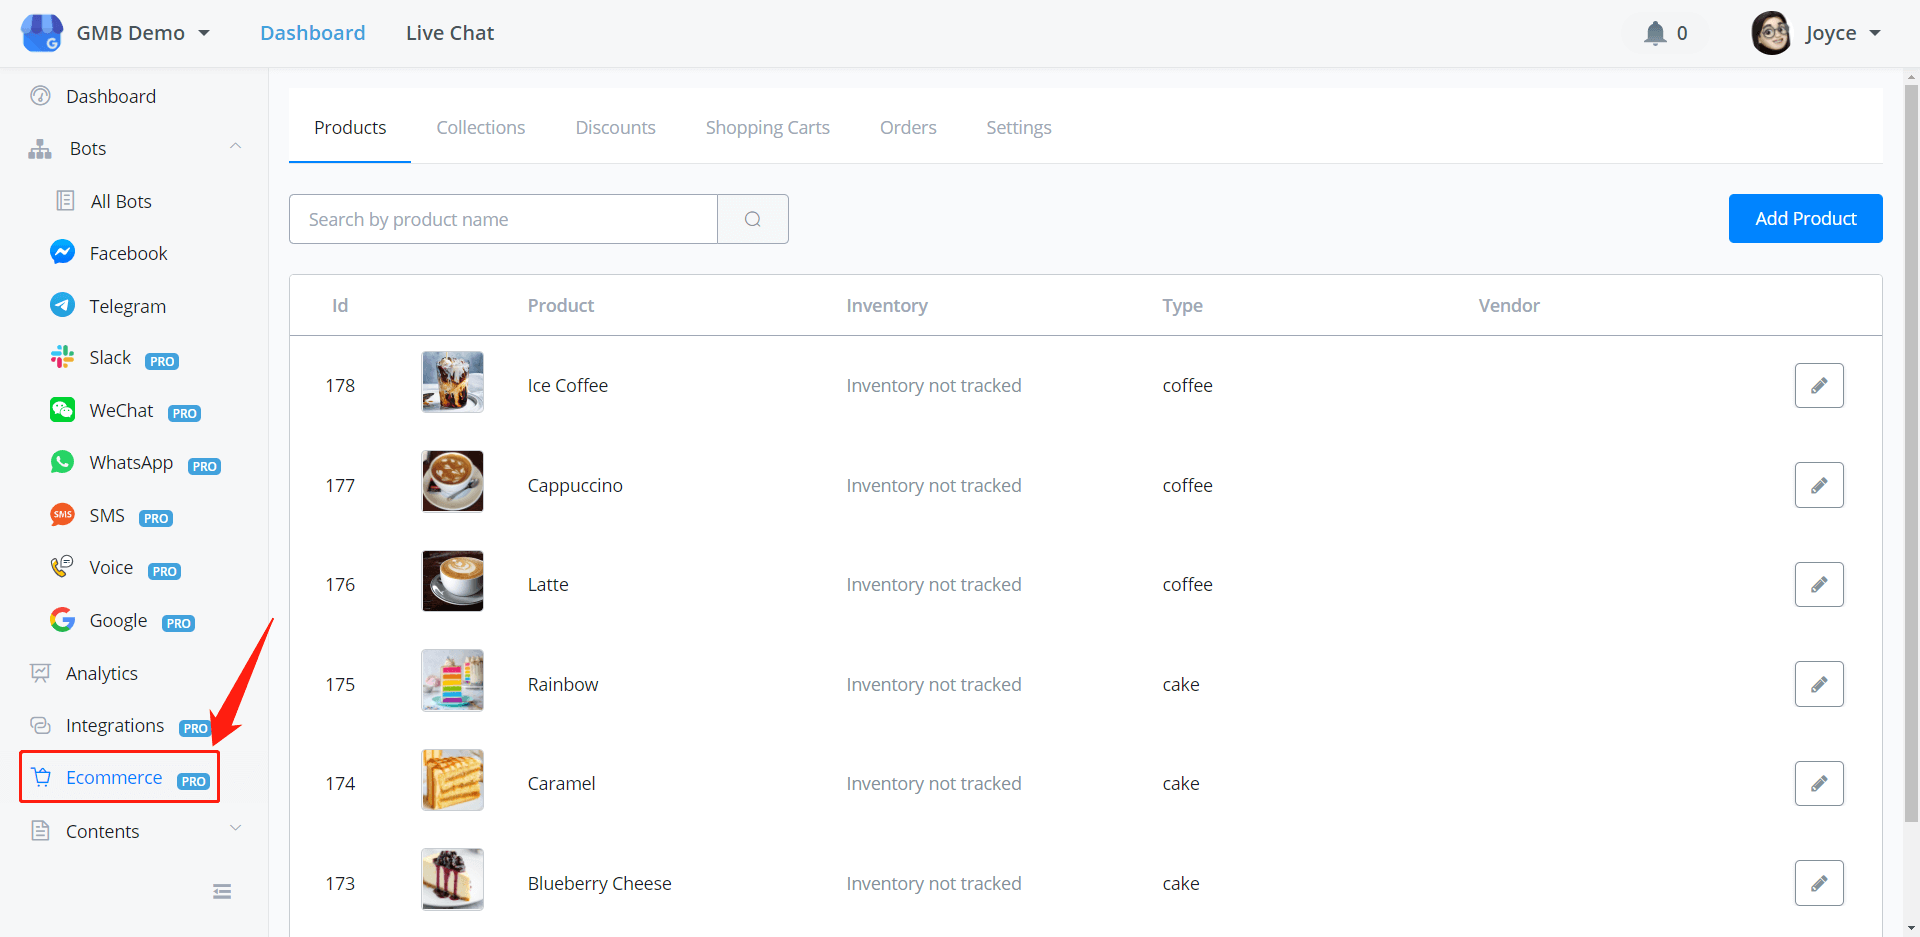 GMB Demo
Dashboard
Live Chat
0
Joyce
Dashboard
Bots
All Bots
Facebook
Telegram
Slack PRO
WeChat PRO
WhatsApp PRO
SMS SMS PRO
Voice PRO
Google PRO
Analytics
Integrations PRO
Ecommerce PRO
Contents
Products Collections Discounts Shopping Carts Orders Settings
Search by product name
Add Product
Id Product Inventory Type Vendor
178 Ice Coffee Inventory not tracked coffee
177 Cappuccino Inventory not tracked coffee
176 Latte Inventory not tracked coffee
175 Rainbow Inventory not tracked cake
174 Caramel Inventory not tracked cake
173 Blueberry Cheese Inventory not tracked cake